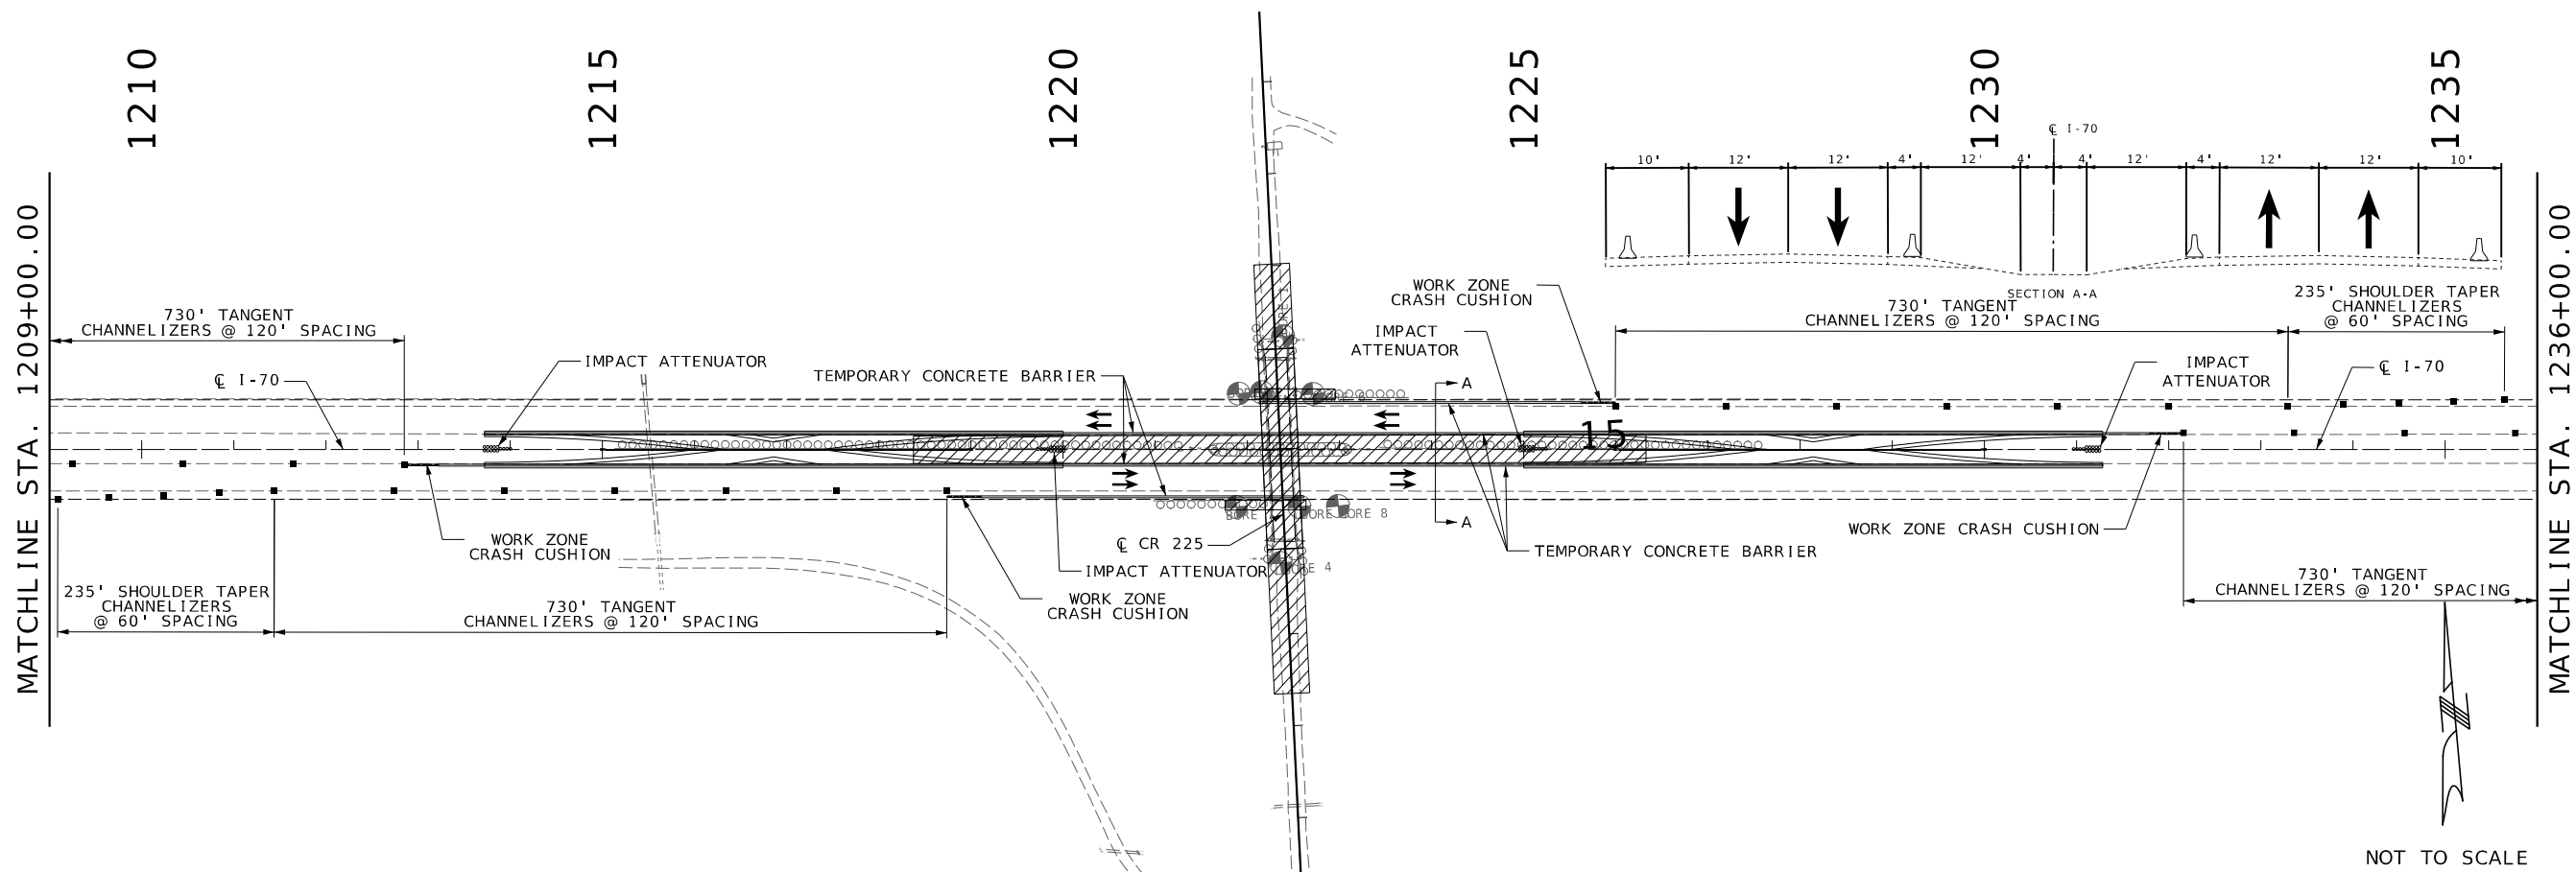 1210
1215
1220
1225
1230
1235
℄ I-70
10' 12' 12' 4' 12' 4' 4' 12' 4' 12' 12' 10'
SECTION A-A
MATCHLINE STA. 1209+00.00
MATCHLINE STA. 1236+00.00
730' TANGENT
CHANNELIZERS @ 120' SPACING
℄ I-70
IMPACT ATTENUATOR
TEMPORARY CONCRETE BARRIER
WORK ZONE
CRASH CUSHION
IMPACT
ATTENUATOR
730' TANGENT
CHANNELIZERS @ 120' SPACING
235' SHOULDER TAPER
CHANNELIZERS
@ 60' SPACING
IMPACT
ATTENUATOR
℄ I-70
A
A
15
WORK ZONE
CRASH CUSHION
℄ CR 225
BORE 8
IMPACT ATTENUATOR
BORE 4
WORK ZONE
CRASH CUSHION
TEMPORARY CONCRETE BARRIER
WORK ZONE CRASH CUSHION
235' SHOULDER TAPER
CHANNELIZERS
@ 60' SPACING
730' TANGENT
CHANNELIZERS @ 120' SPACING
730' TANGENT
CHANNELIZERS @ 120' SPACING
N
NOT TO SCALE